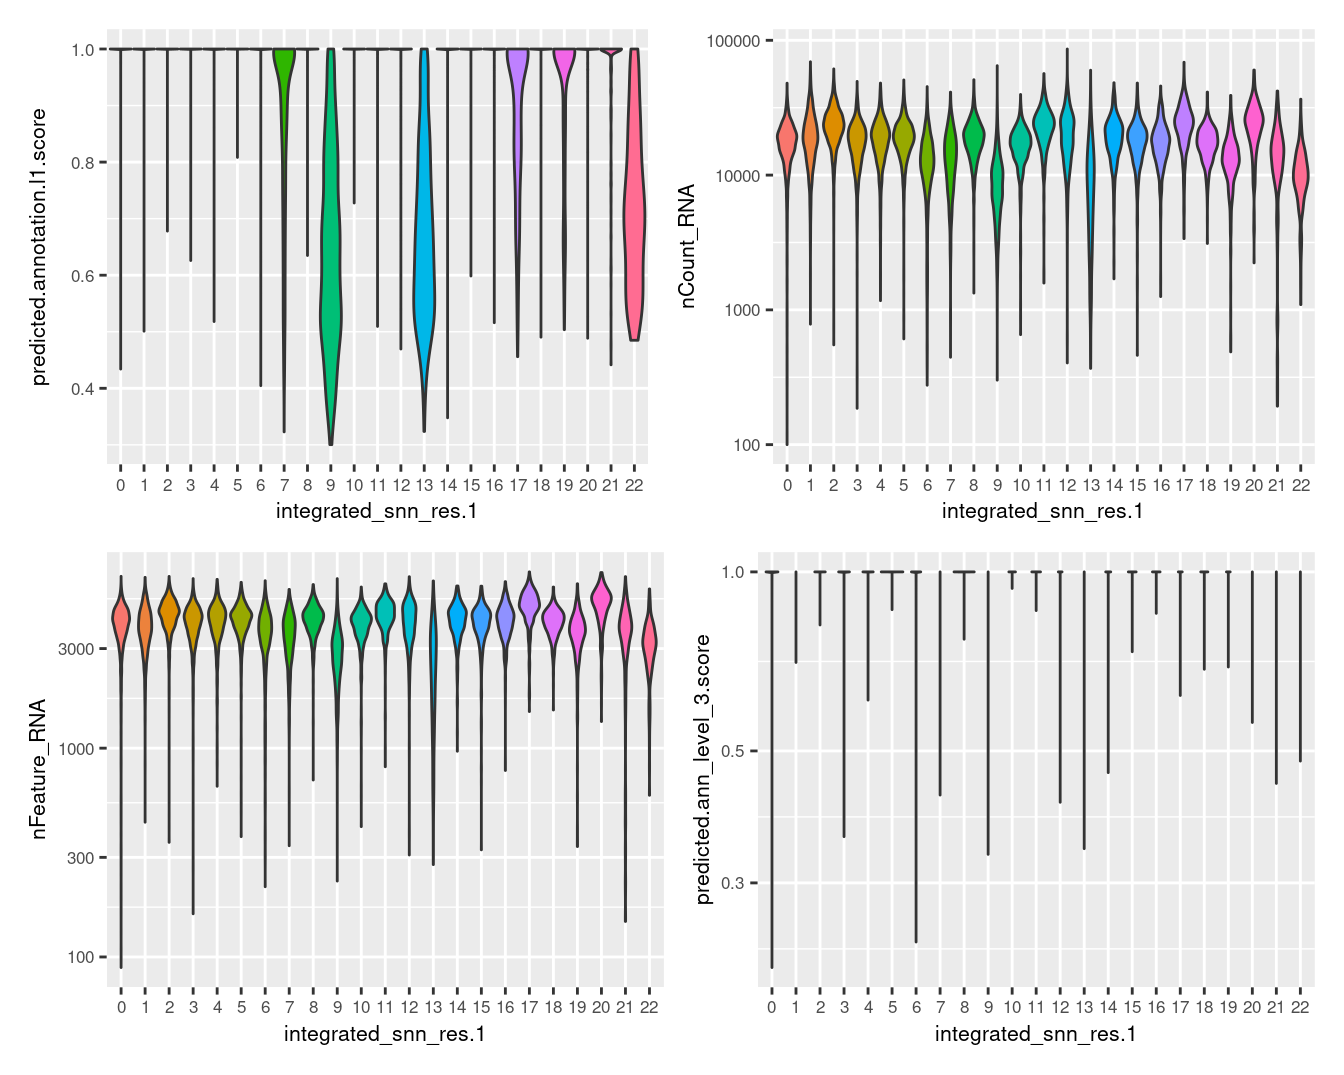 predicted.annotation.l1.score
1.0
0.8
0.6
0.4
0 1 2 3 4 5 6 7 8 9 10 11 12 13 14 15 16 17 18 19 20 21 22
integrated_snn_res.1
nCount_RNA
100000
10000
1000
100
0 1 2 3 4 5 6 7 8 9 10 11 12 13 14 15 16 17 18 19 20 21 22
integrated_snn_res.1
nFeature_RNA
3000
1000
300
100
0 1 2 3 4 5 6 7 8 9 10 11 12 13 14 15 16 17 18 19 20 21 22
integrated_snn_res.1
predicted.ann_level_3.score
1.0
0.5
0.3
0 1 2 3 4 5 6 7 8 9 10 11 12 13 14 15 16 17 18 19 20 21 22
integrated_snn_res.1